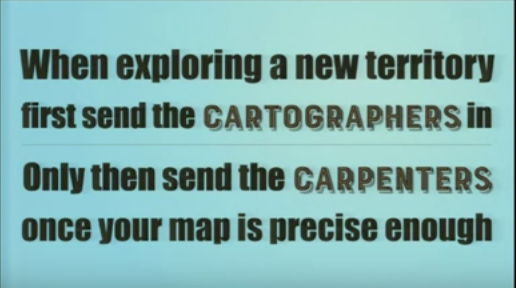 When exploring a new territory
first send the CARTOGRAPHERS in
Only then send the CARPENTERS
once your map is precise enough